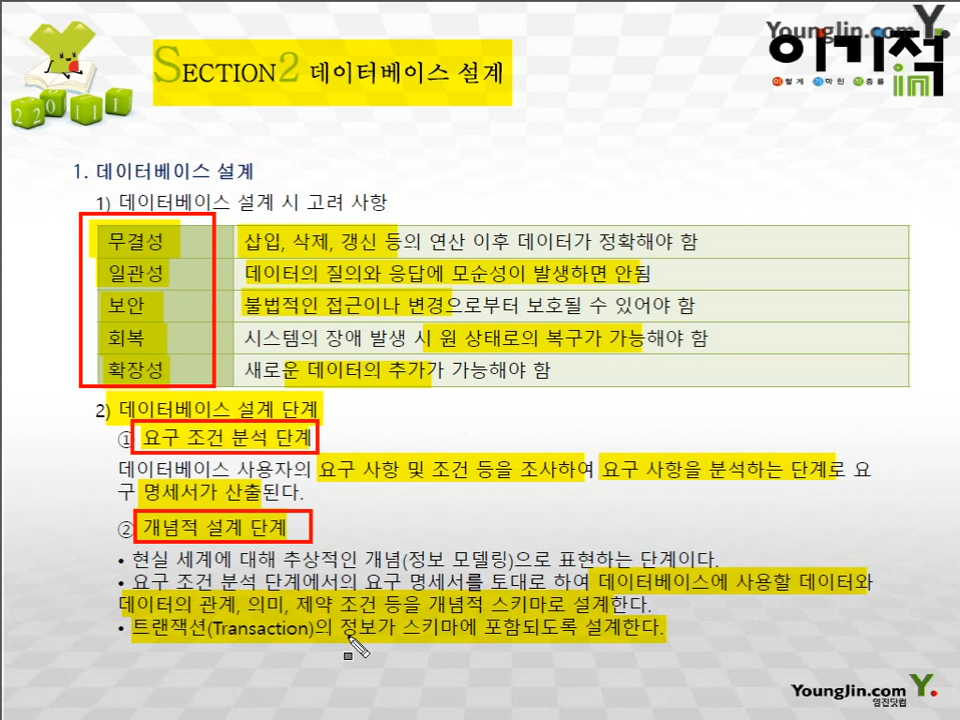 YoungJin.com Y.
이기적 in
이렇게 기막힌 적중률
22011
SECTION2 데이터베이스 설계
1. 데이터베이스 설계
1) 데이터베이스 설계 시 고려 사항
무결성 삽입, 삭제, 갱신 등의 연산 이후 데이터가 정확해야 함
일관성 데이터의 질의와 응답에 모순성이 발생하면 안됨
보안 불법적인 접근이나 변경으로부터 보호될 수 있어야 함
회복 시스템의 장애 발생 시 원 상태로의 복구가 가능해야 함
확장성 새로운 데이터의 추가가 가능해야 함
2) 데이터베이스 설계 단계
① 요구 조건 분석 단계
데이터베이스 사용자의 요구 사항 및 조건 등을 조사하여 요구 사항을 분석하는 단계로 요
구 명세서가 산출된다.
② 개념적 설계 단계
• 현실 세계에 대해 추상적인 개념(정보 모델링)으로 표현하는 단계이다.
• 요구 조건 분석 단계에서의 요구 명세서를 토대로 하여 데이터베이스에 사용할 데이터와
데이터의 관계, 의미, 제약 조건 등을 개념적 스키마로 설계한다.
• 트랜잭션(Transaction)의 정보가 스키마에 포함되도록 설계한다.
YoungJin.com Y.
영진닷컴